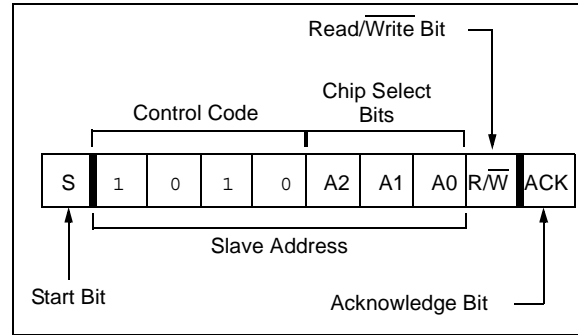 Read/Write Bit
Chip Select
Control Code Bits
S 1 0 1 0 A2 A1 A0 R/W ACK
Slave Address
Start Bit
Acknowledge Bit